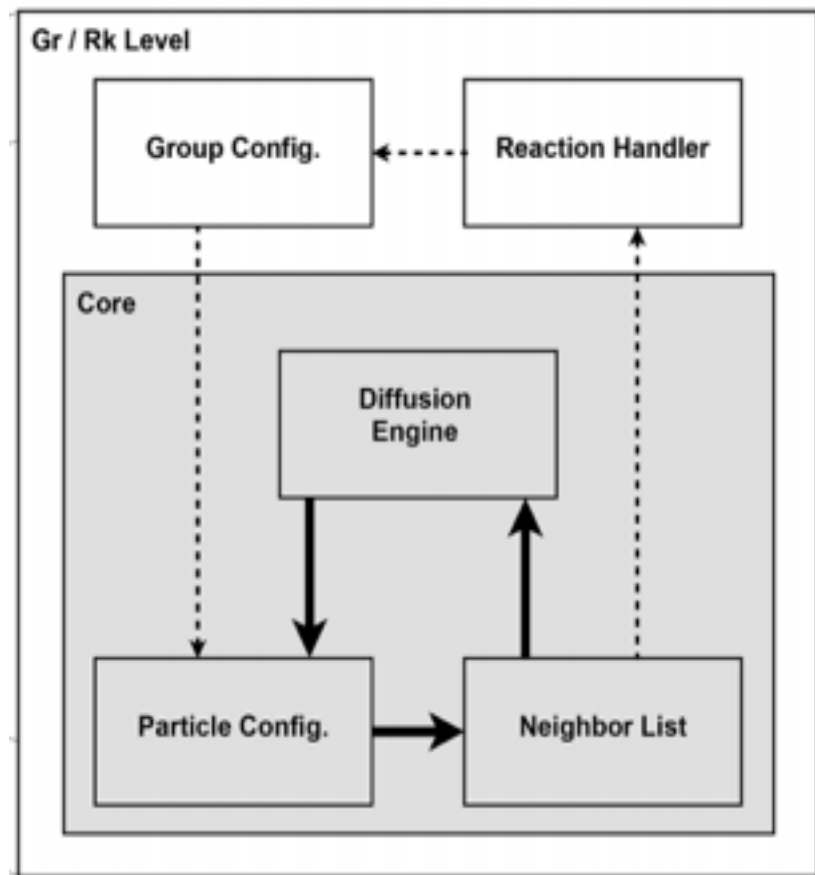 Gr / Rk Level
Group Config.
Reaction Handler
Core
Diffusion
Engine
Particle Config.
Neighbor List